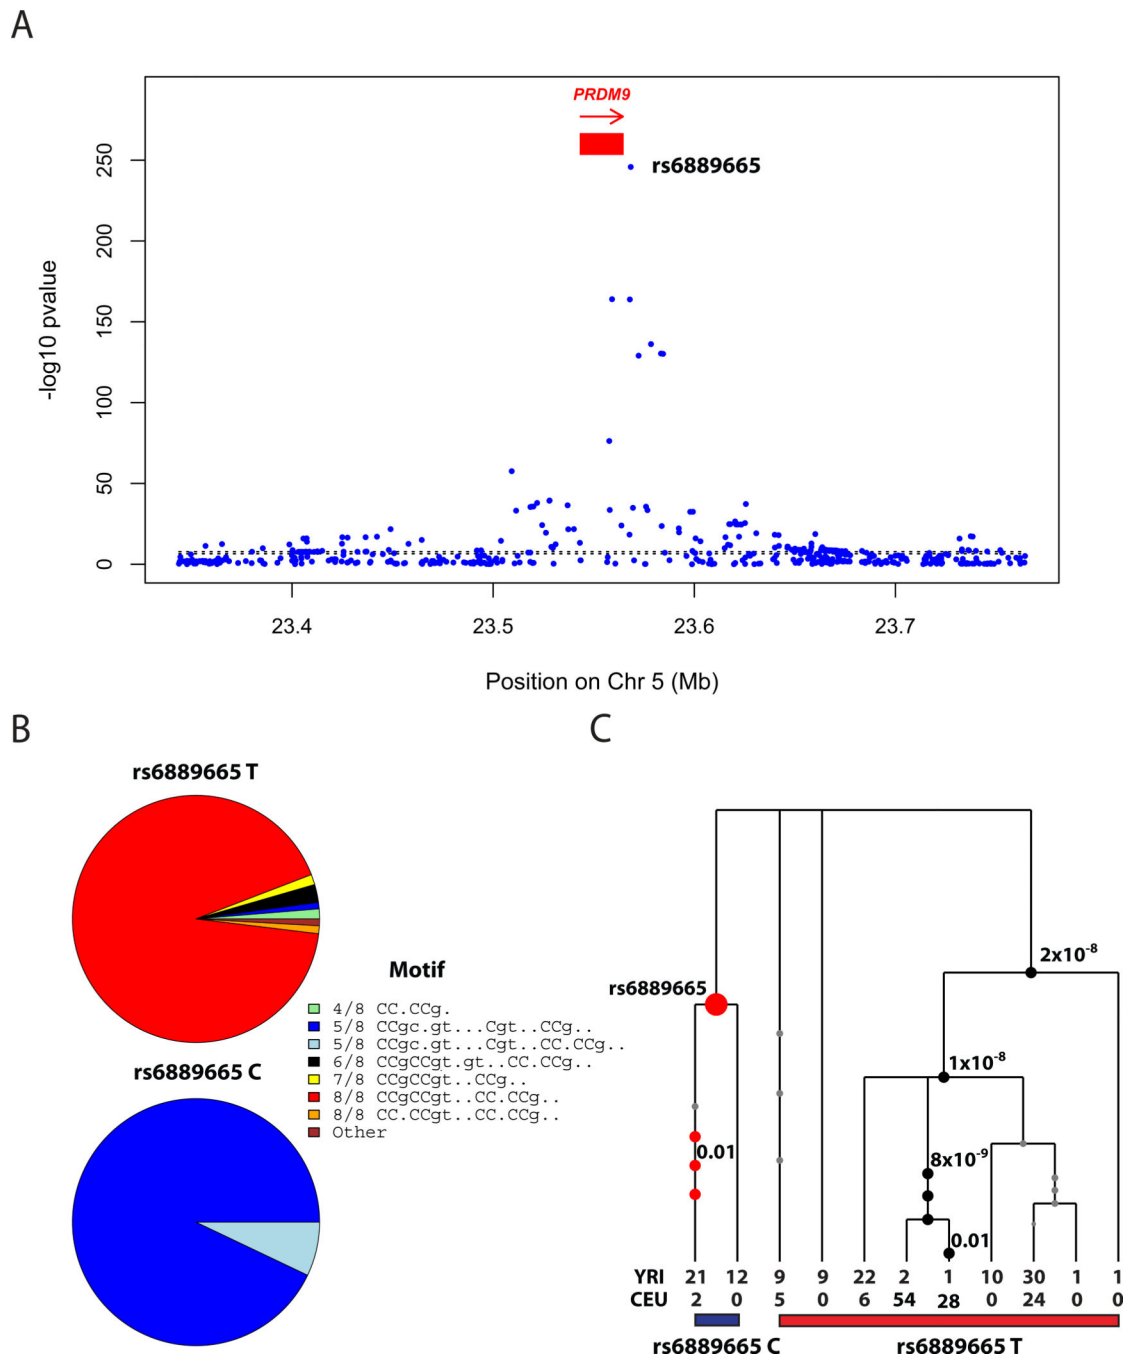 A
PRDM9
rs6889665
250
200
150
100
50
0
-log10 pvalue
23.4 23.5 23.6 23.7
Position on Chr 5 (Mb)
B
rs6889665 T
Motif
4/8 CC.CCg.
5/8 CCgc.gt...Cgt..CCg..
5/8 CCgc.gt...Cgt..CC.CCg..
6/8 CCgCCgt.gt..CC.CCg..
7/8 CCgCCgt..CCg..
8/8 CCgCCgt..CC.CCg..
8/8 CC.CCgt..CC.CCg..
Other
rs6889665 C
C
2x10-8
rs6889665
1x10-8
0.01
8x10-9
0.01
YRI 21 12 9 9 22 2 1 10 30 1 1
CEU 2 0 5 0 6 54 28 0 24 0 0
rs6889665 C rs6889665 T